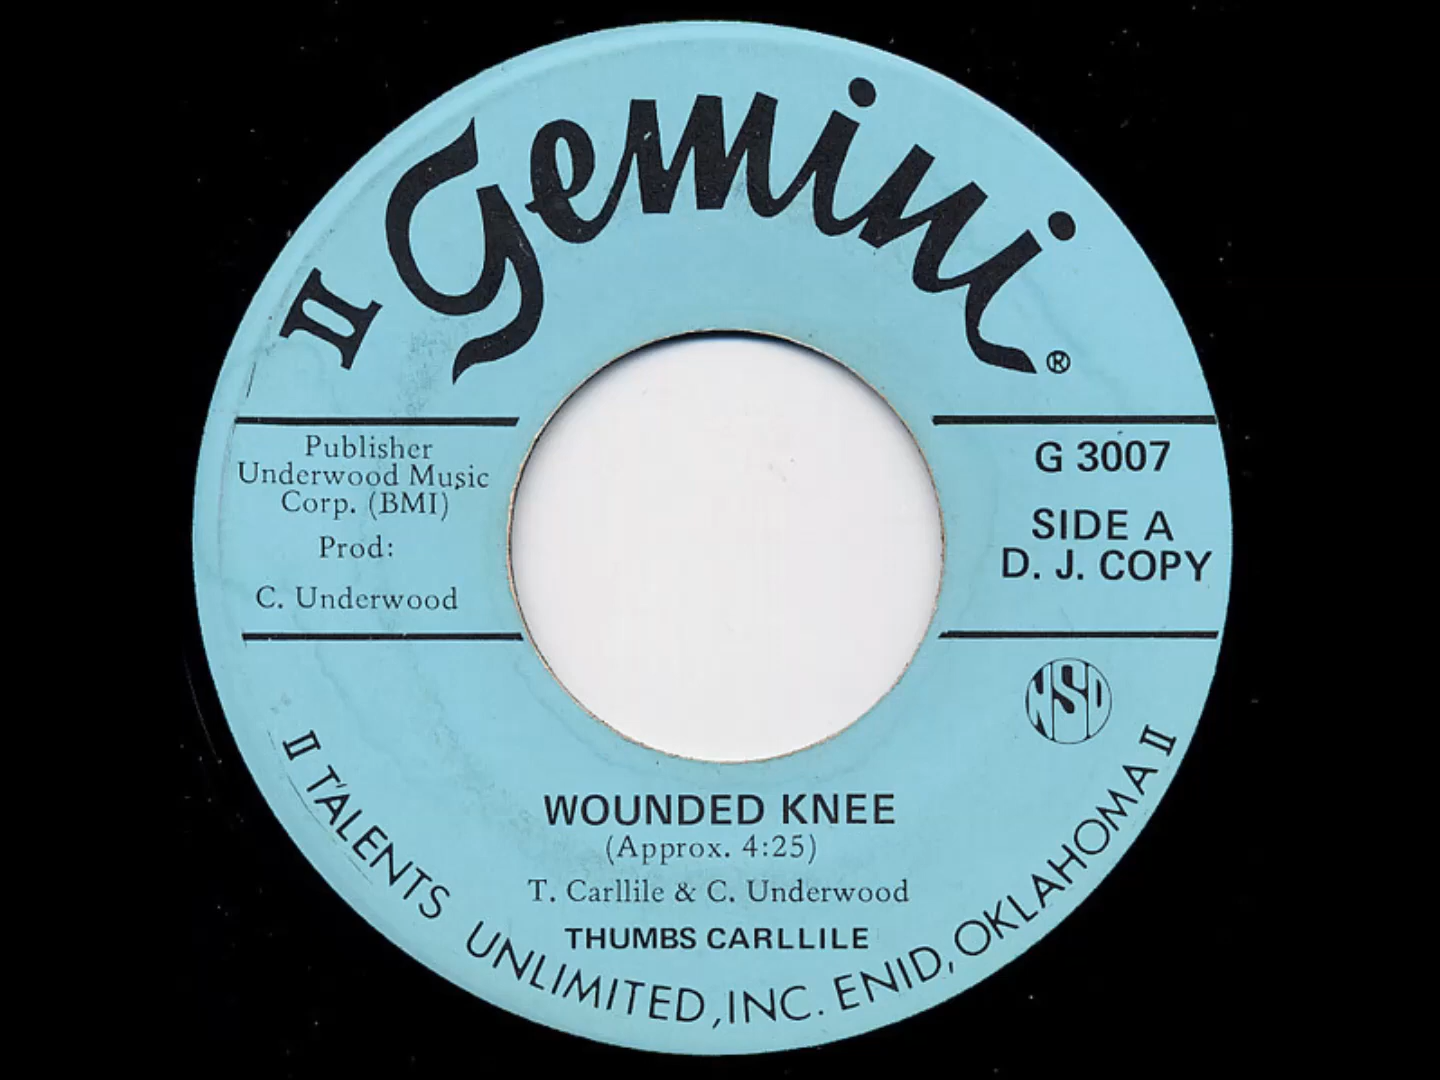 II Gemini ®
Publisher
Underwood Music
Corp. (BMI)
Prod:
C. Underwood
G 3007
SIDE A
D. J. COPY
NSD
WOUNDED KNEE
(Approx. 4:25)
T. Carllile & C. Underwood
THUMBS CARLLILE
II TALENTS UNLIMITED, INC. ENID, OKLAHOMA II